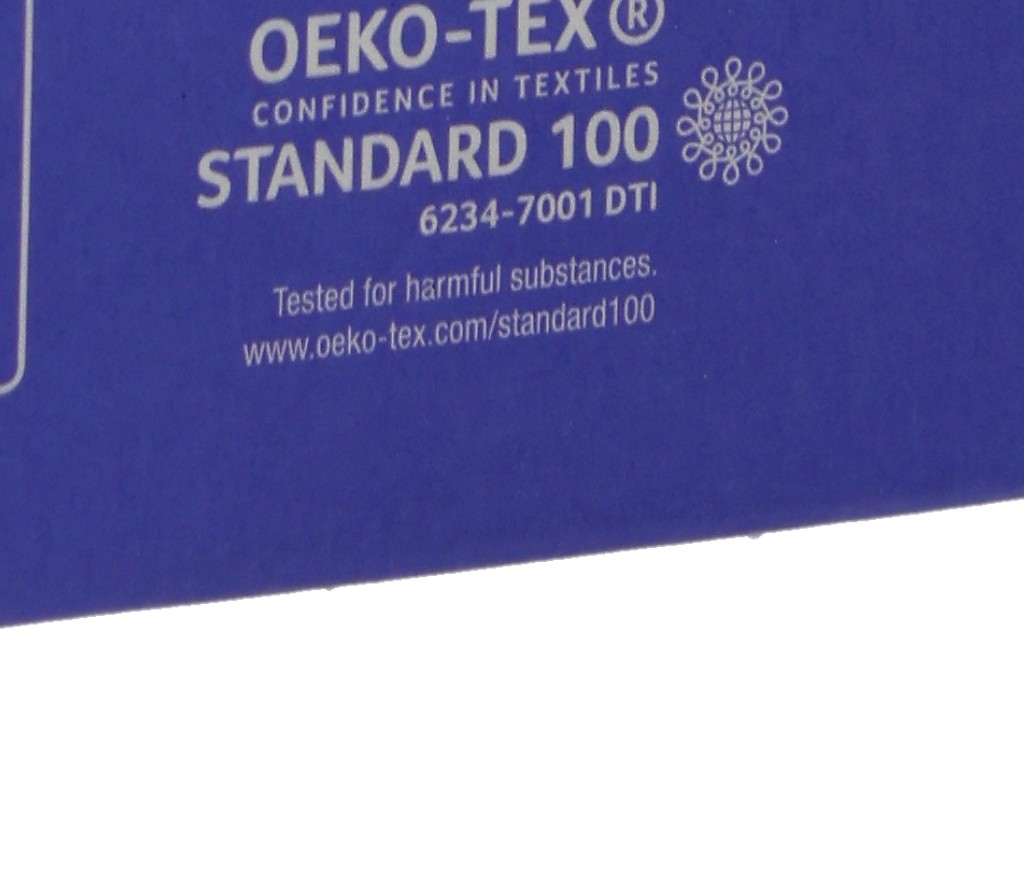 OEKO-TEX®
CONFIDENCE IN TEXTILES
STANDARD 100
6234-7001 DTI
Tested for harmful substances.
www.oeko-tex.com/standard100